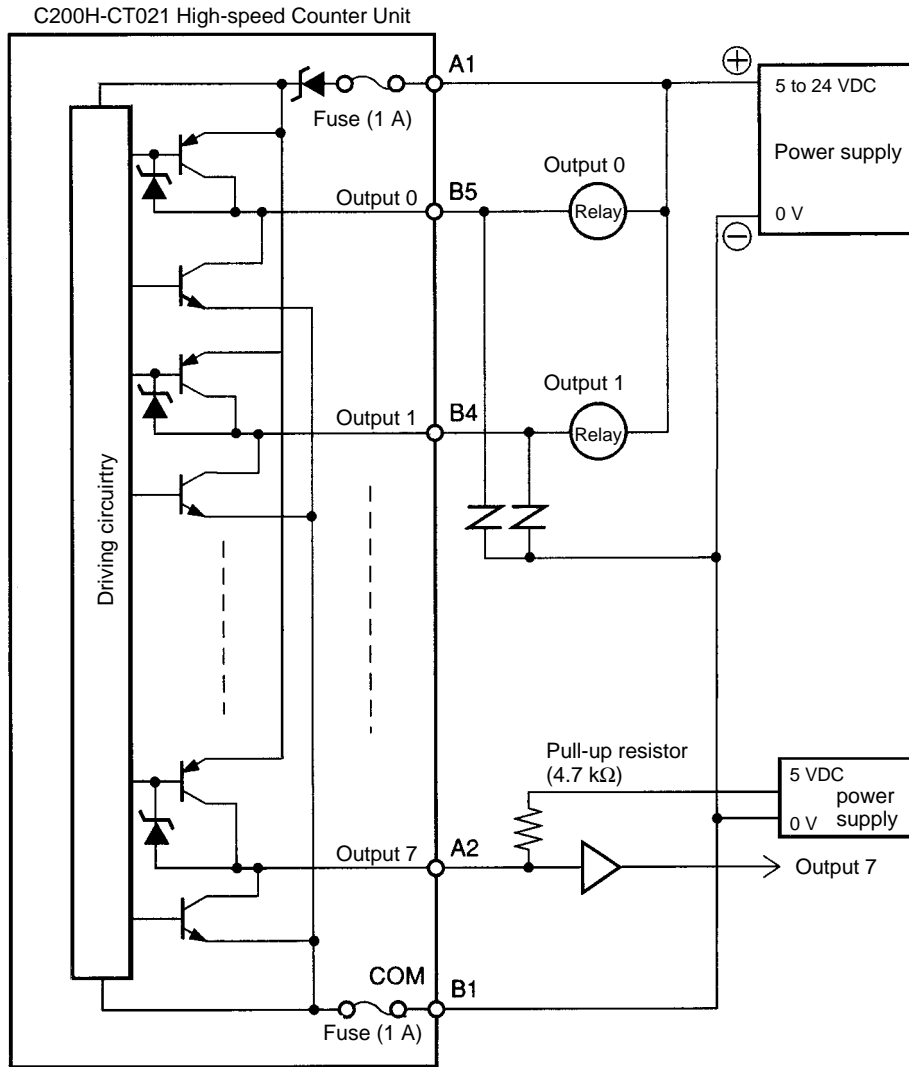 C200H-CT021 High-speed Counter Unit
A1
5 to 24 VDC
Fuse (1 A)
Power supply
Output 0
B5
Output 0
Relay
0 V
Output 1
B4
Output 1
Relay
Driving circuirtry
Pull-up resistor
(4.7 kΩ)
5 VDC
power
supply
0 V
Output 7
A2
Output 7
COM
B1
Fuse (1 A)